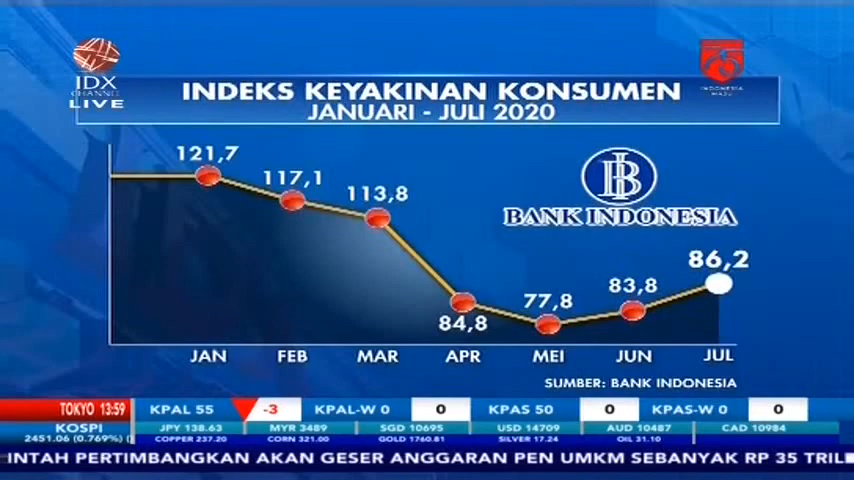 IDX
CHANNEL
LIVE
INDONESIA
MAJU
INDEKS KEYAKINAN KONSUMEN
JANUARI - JULI 2020
BANK INDONESIA
121,7
117,1
113,8
84,8
77,8
83,8
86,2
JAN FEB MAR APR MEI JUN JUL
SUMBER: BANK INDONESIA
TOKYO 13:59 KPAL 55 -3 KPAL-W 0 0 KPAS 50 0 KPAS-W 0 0
KOSPI JPY 138.63 MYR 3489 SGD 10695 USD 14709 AUD 10487 CAD 10984
2451.06 (0.769%) ( COPPER 237.20 CORN 321.00 GOLD 1760.81 SILVER 17.24 OIL 31.10
INTAH PERTIMBANGKAN AKAN GESER ANGGARAN PEN UMKM SEBANYAK RP 35 TRIL